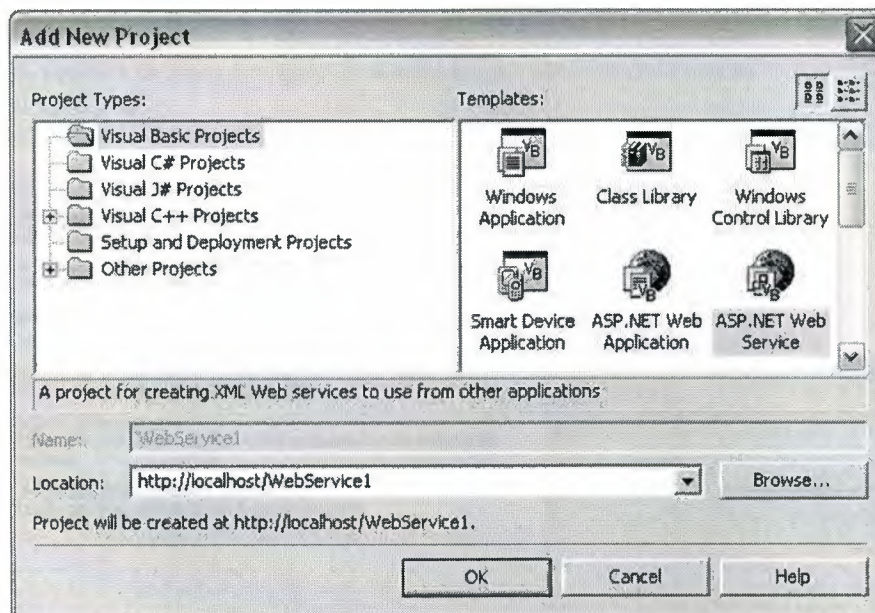 Add New Project
Project Types:
Templates:
Visual Basic Projects
Visual C# Projects
Visual J# Projects
Visual C++ Projects
Setup and Deployment Projects
Other Projects
Windows Application
Class Library
Windows Control Library
Smart Device Application
ASP.NET Web Application
ASP.NET Web Service
A project for creating XML Web services to use from other applications
Name: WebService1
Location: http://localhost/WebService1
Browse...
Project will be created at http://localhost/WebService1.
OK
Cancel
Help